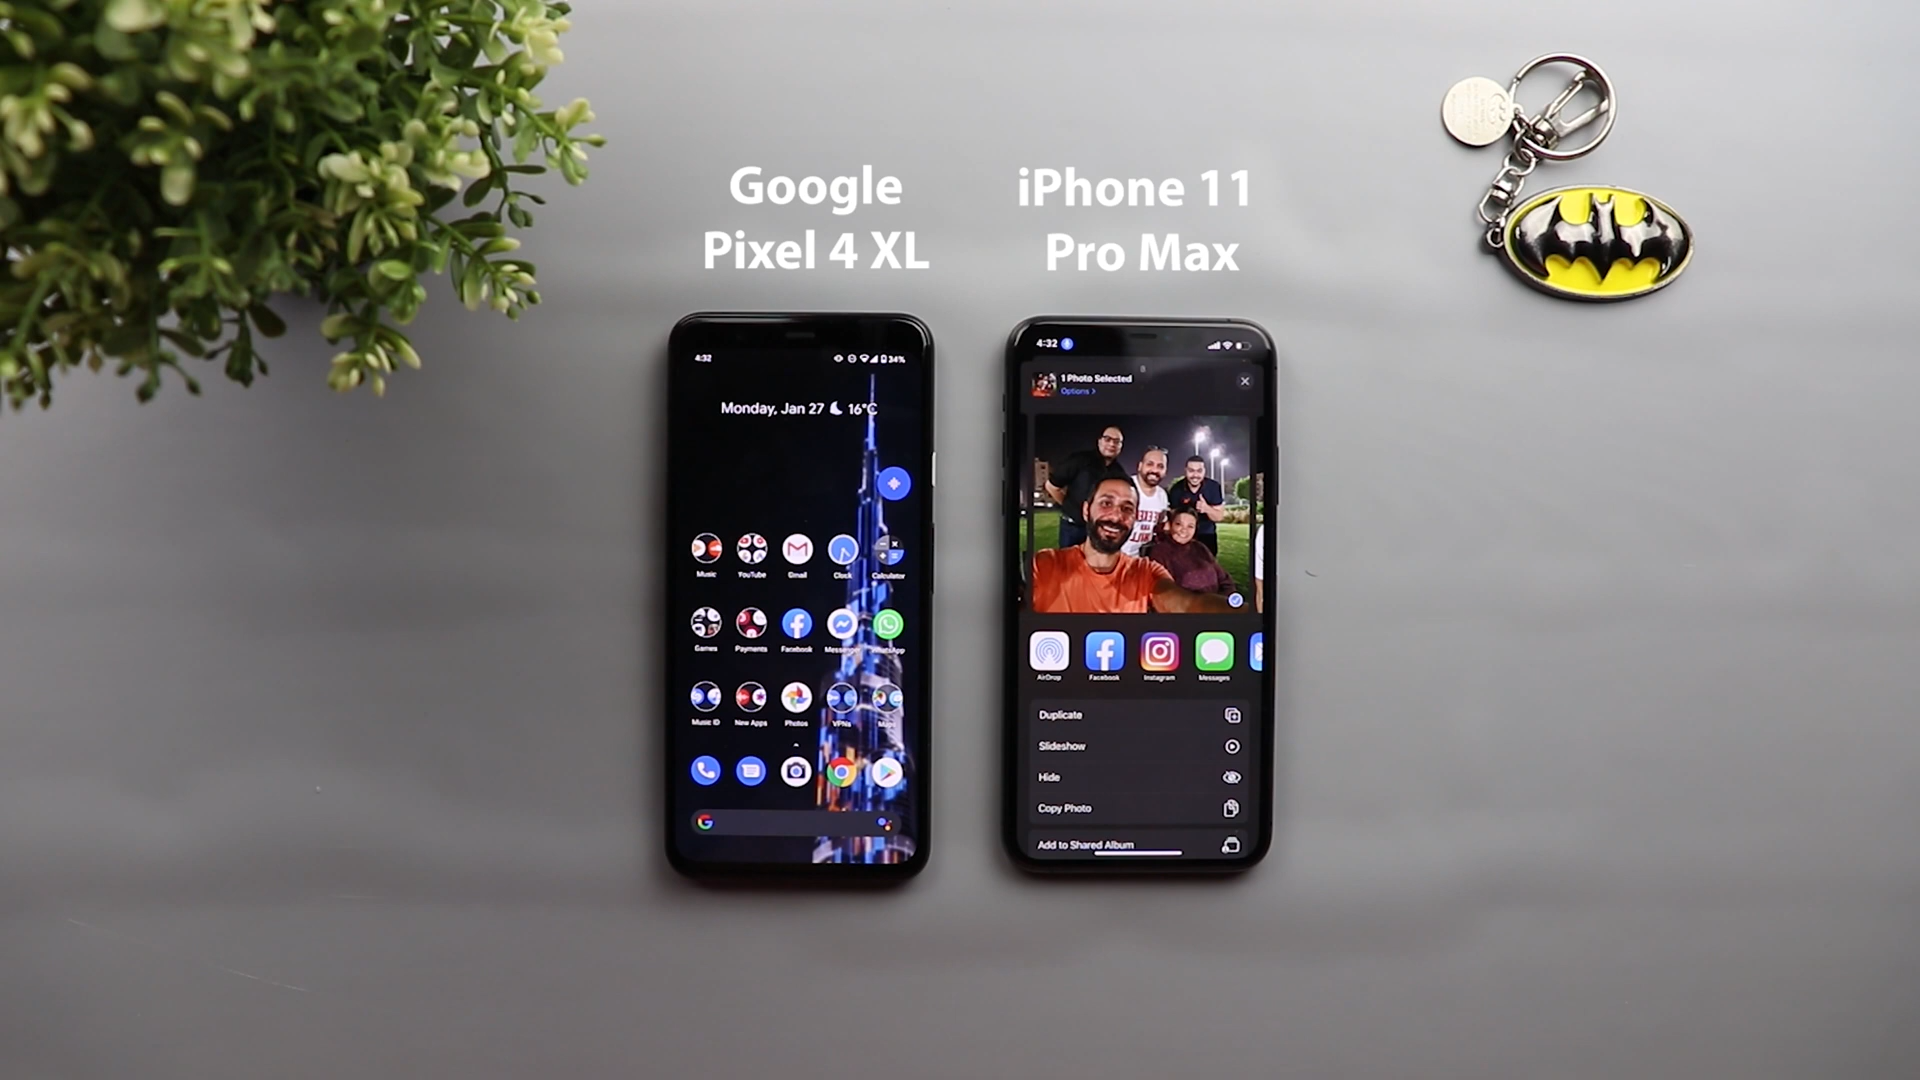 Google
Pixel 4 XL
iPhone 11
Pro Max
4:32
34%
Monday, Jan 27 16°C
Music
YouTube
Gmail
Clock
Calculator
Games
Payments
Facebook
Messenger
WhatsApp
Music ID
New Apps
Photos
VPNs
Maps
4:32
1 Photo Selected
Options >
AirDrop
Facebook
Instagram
Messages
Duplicate
Slideshow
Hide
Copy Photo
Add to Shared Album